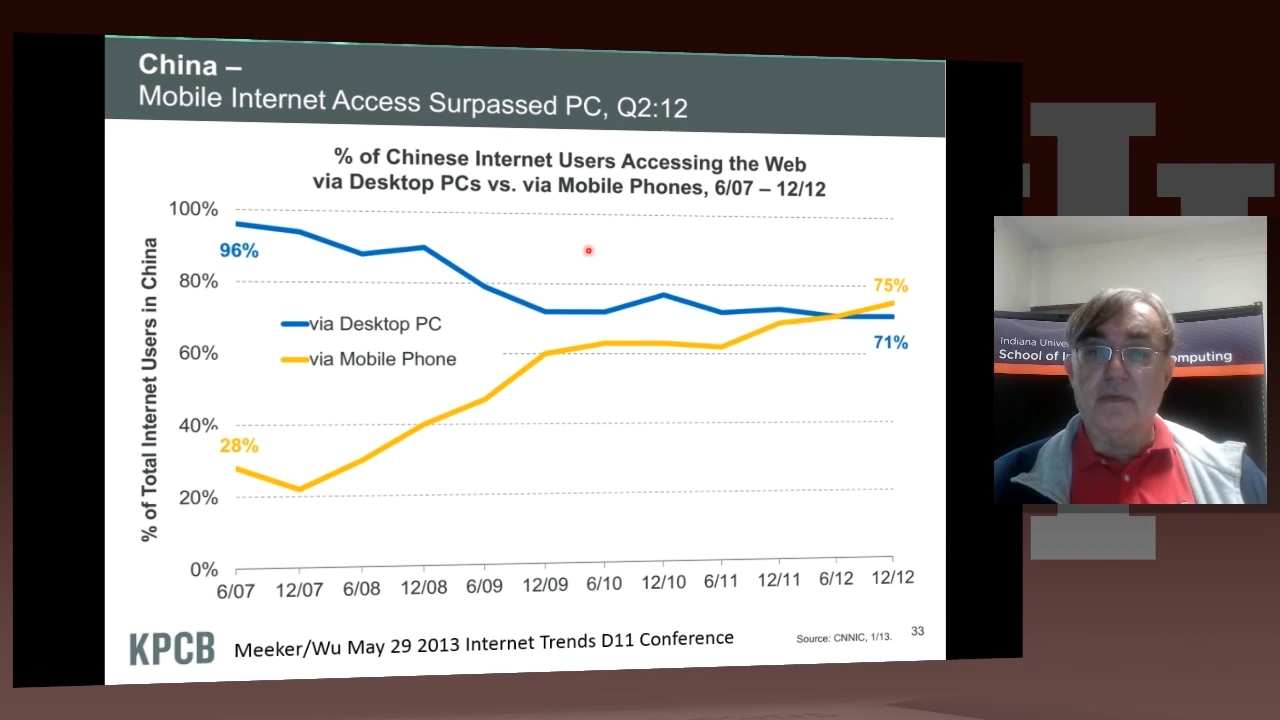 China –
Mobile Internet Access Surpassed PC, Q2:12
% of Chinese Internet Users Accessing the Web
via Desktop PCs vs. via Mobile Phones, 6/07 – 12/12
% of Total Internet Users in China
100%
80%
60%
40%
20%
0%
96%
28%
via Desktop PC
via Mobile Phone
75%
71%
6/07 12/07 6/08 12/08 6/09 12/09 6/10 12/10 6/11 12/11 6/12 12/12
KPCB
Meeker/Wu May 29 2013 Internet Trends D11 Conference
Source: CNNIC, 1/13.
33
Indiana
School of